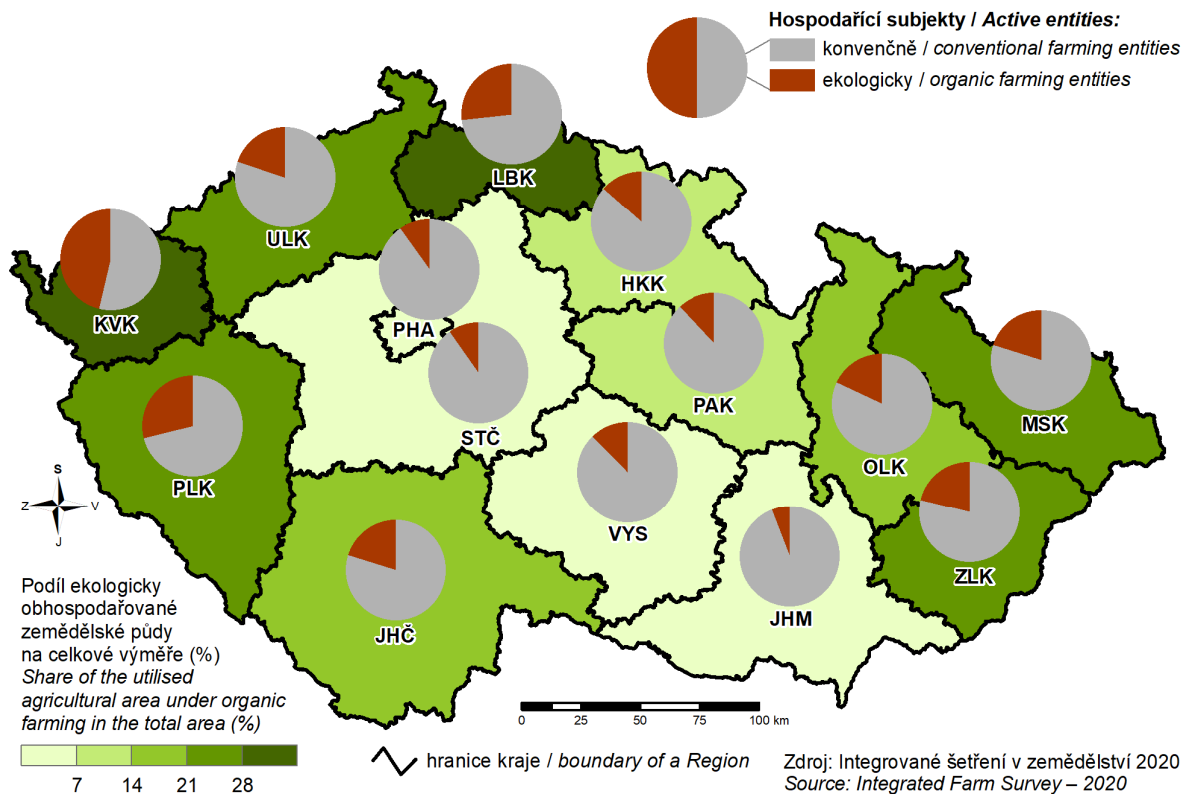 Hospodařící subjekty / Active entities:
konvenčně / conventional farming entities
ekologicky / organic farming entities
LBK
ULK
HKK
KVK
PHA
PAK
STČ
MSK
OLK
PLK
S
Z V
J
VYS
ZLK
JHČ
JHM
Podíl ekologicky
obhospodařované
zemědělské půdy
na celkové výměře (%)
Share of the utilised
agricultural area under organic
farming in the total area (%)
7 14 21 28
0 25 50 75 100 km
hranice kraje / boundary of a Region
Zdroj: Integrované šetření v zemědělství 2020
Source: Integrated Farm Survey – 2020